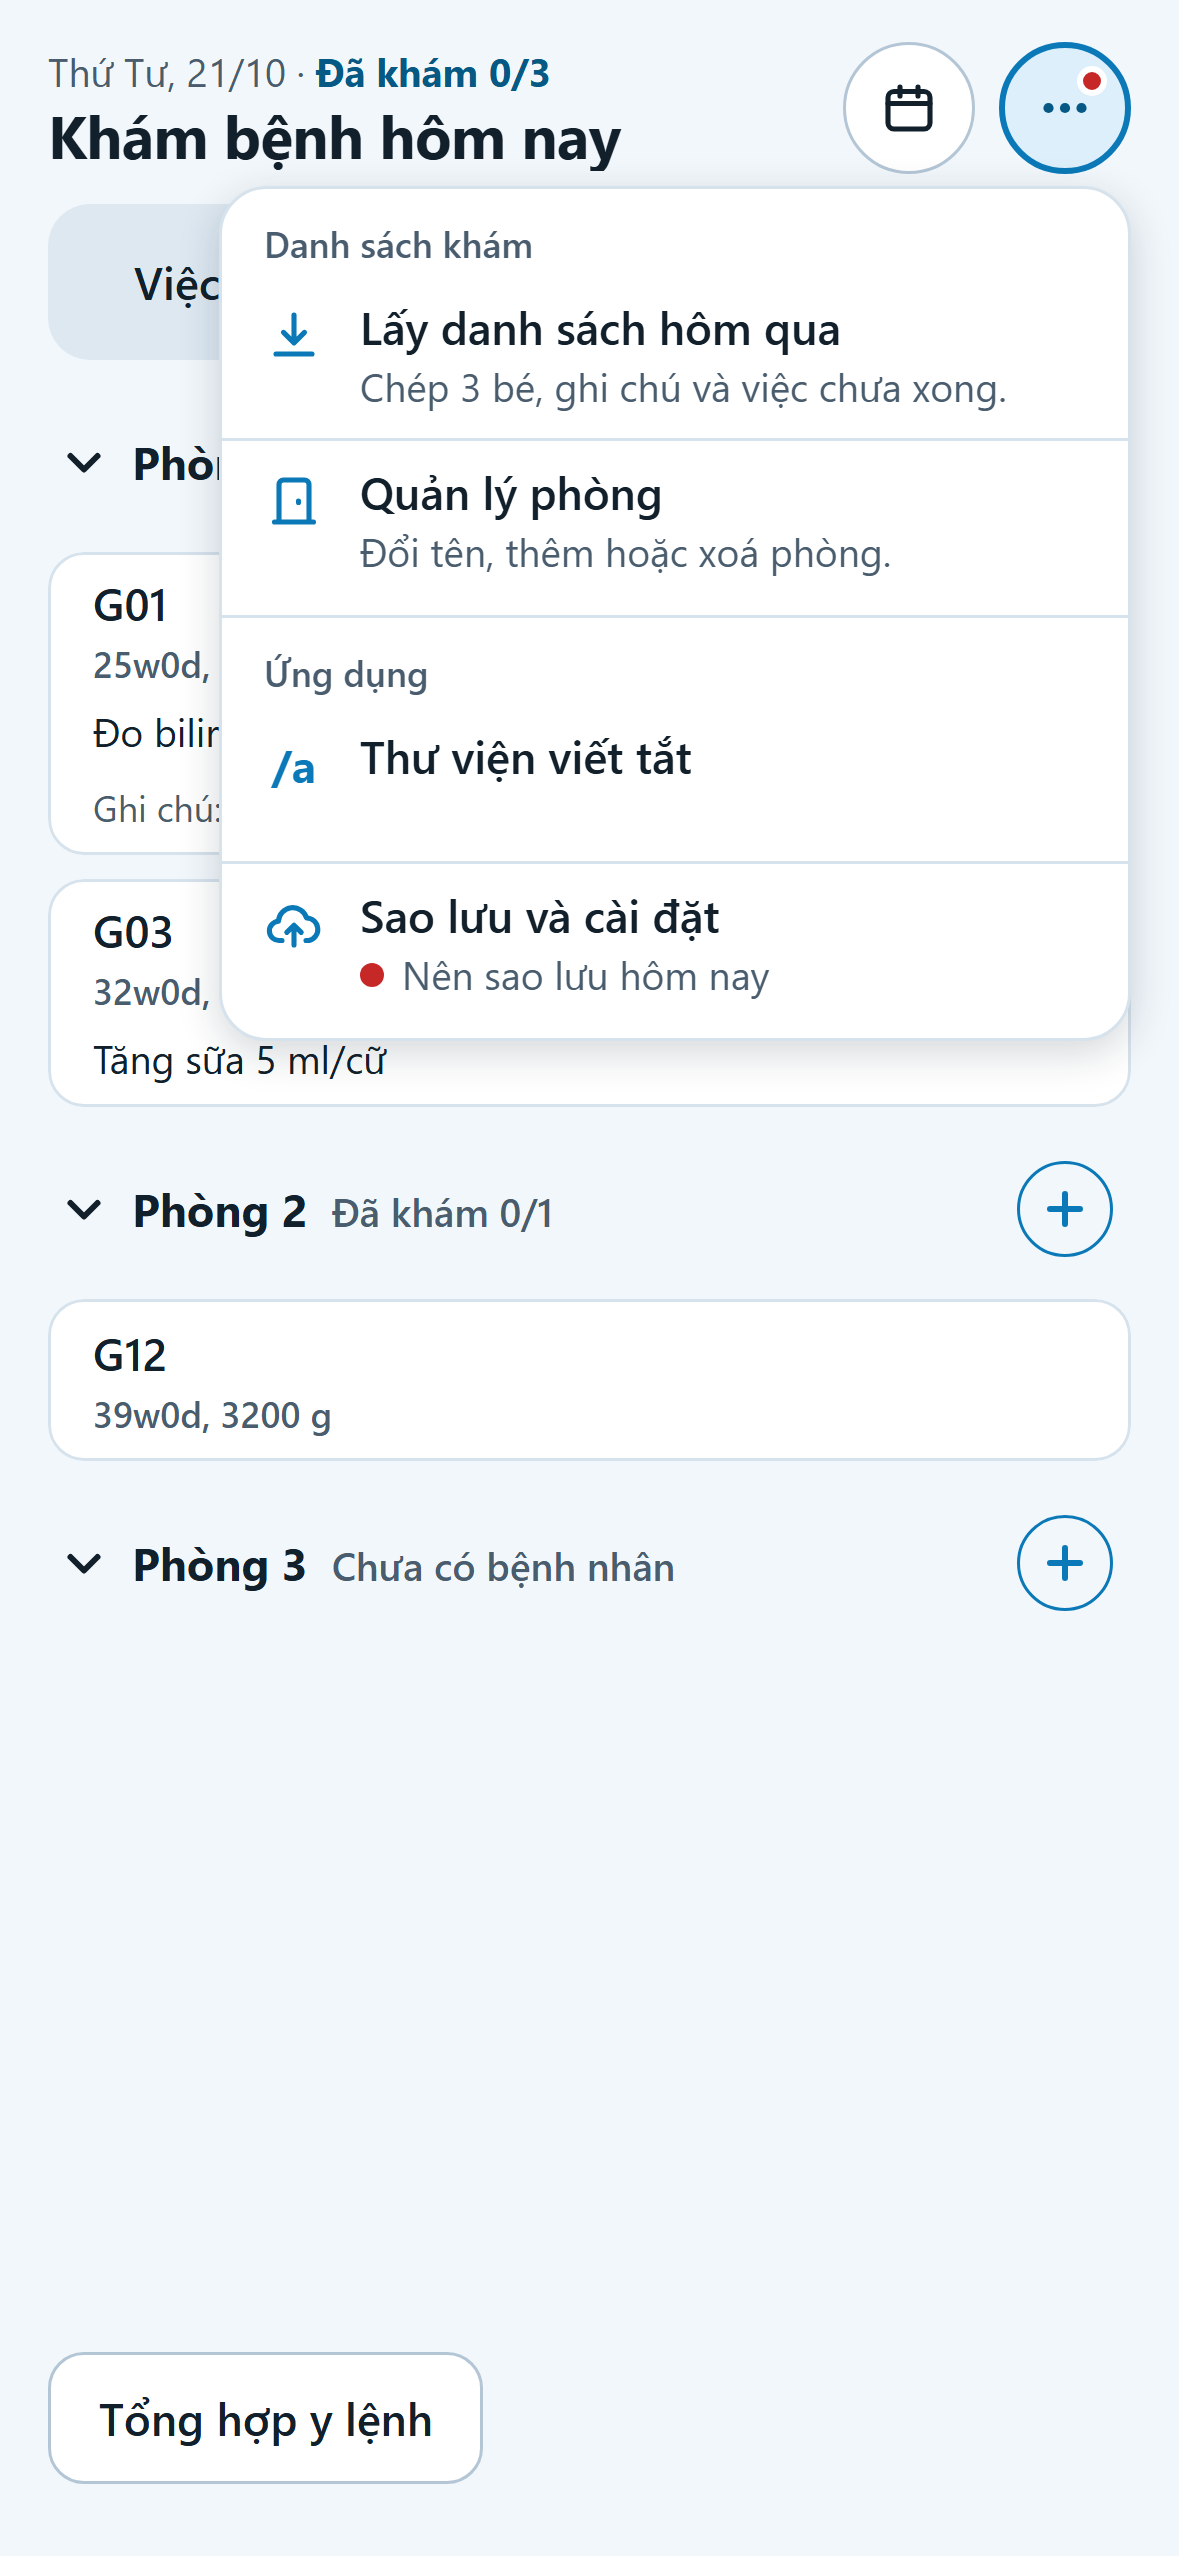 Thứ Tư, 21/10 · Đã khám 0/3
Khám bệnh hôm nay
Việc
Danh sách khám
Lấy danh sách hôm qua
Chép 3 bé, ghi chú và việc chưa xong.
Quản lý phòng
Đổi tên, thêm hoặc xoá phòng.
Ứng dụng
/a Thư viện viết tắt
Sao lưu và cài đặt
Nên sao lưu hôm nay
G01
25w0d,
Đo
Ghi chú:
G03
32w0d,
Tăng sữa 5 ml/cữ
Phòng 2 Đã khám 0/1
G12
39w0d, 3200 g
Phòng 3 Chưa có bệnh nhân
Tổng hợp y lệnh